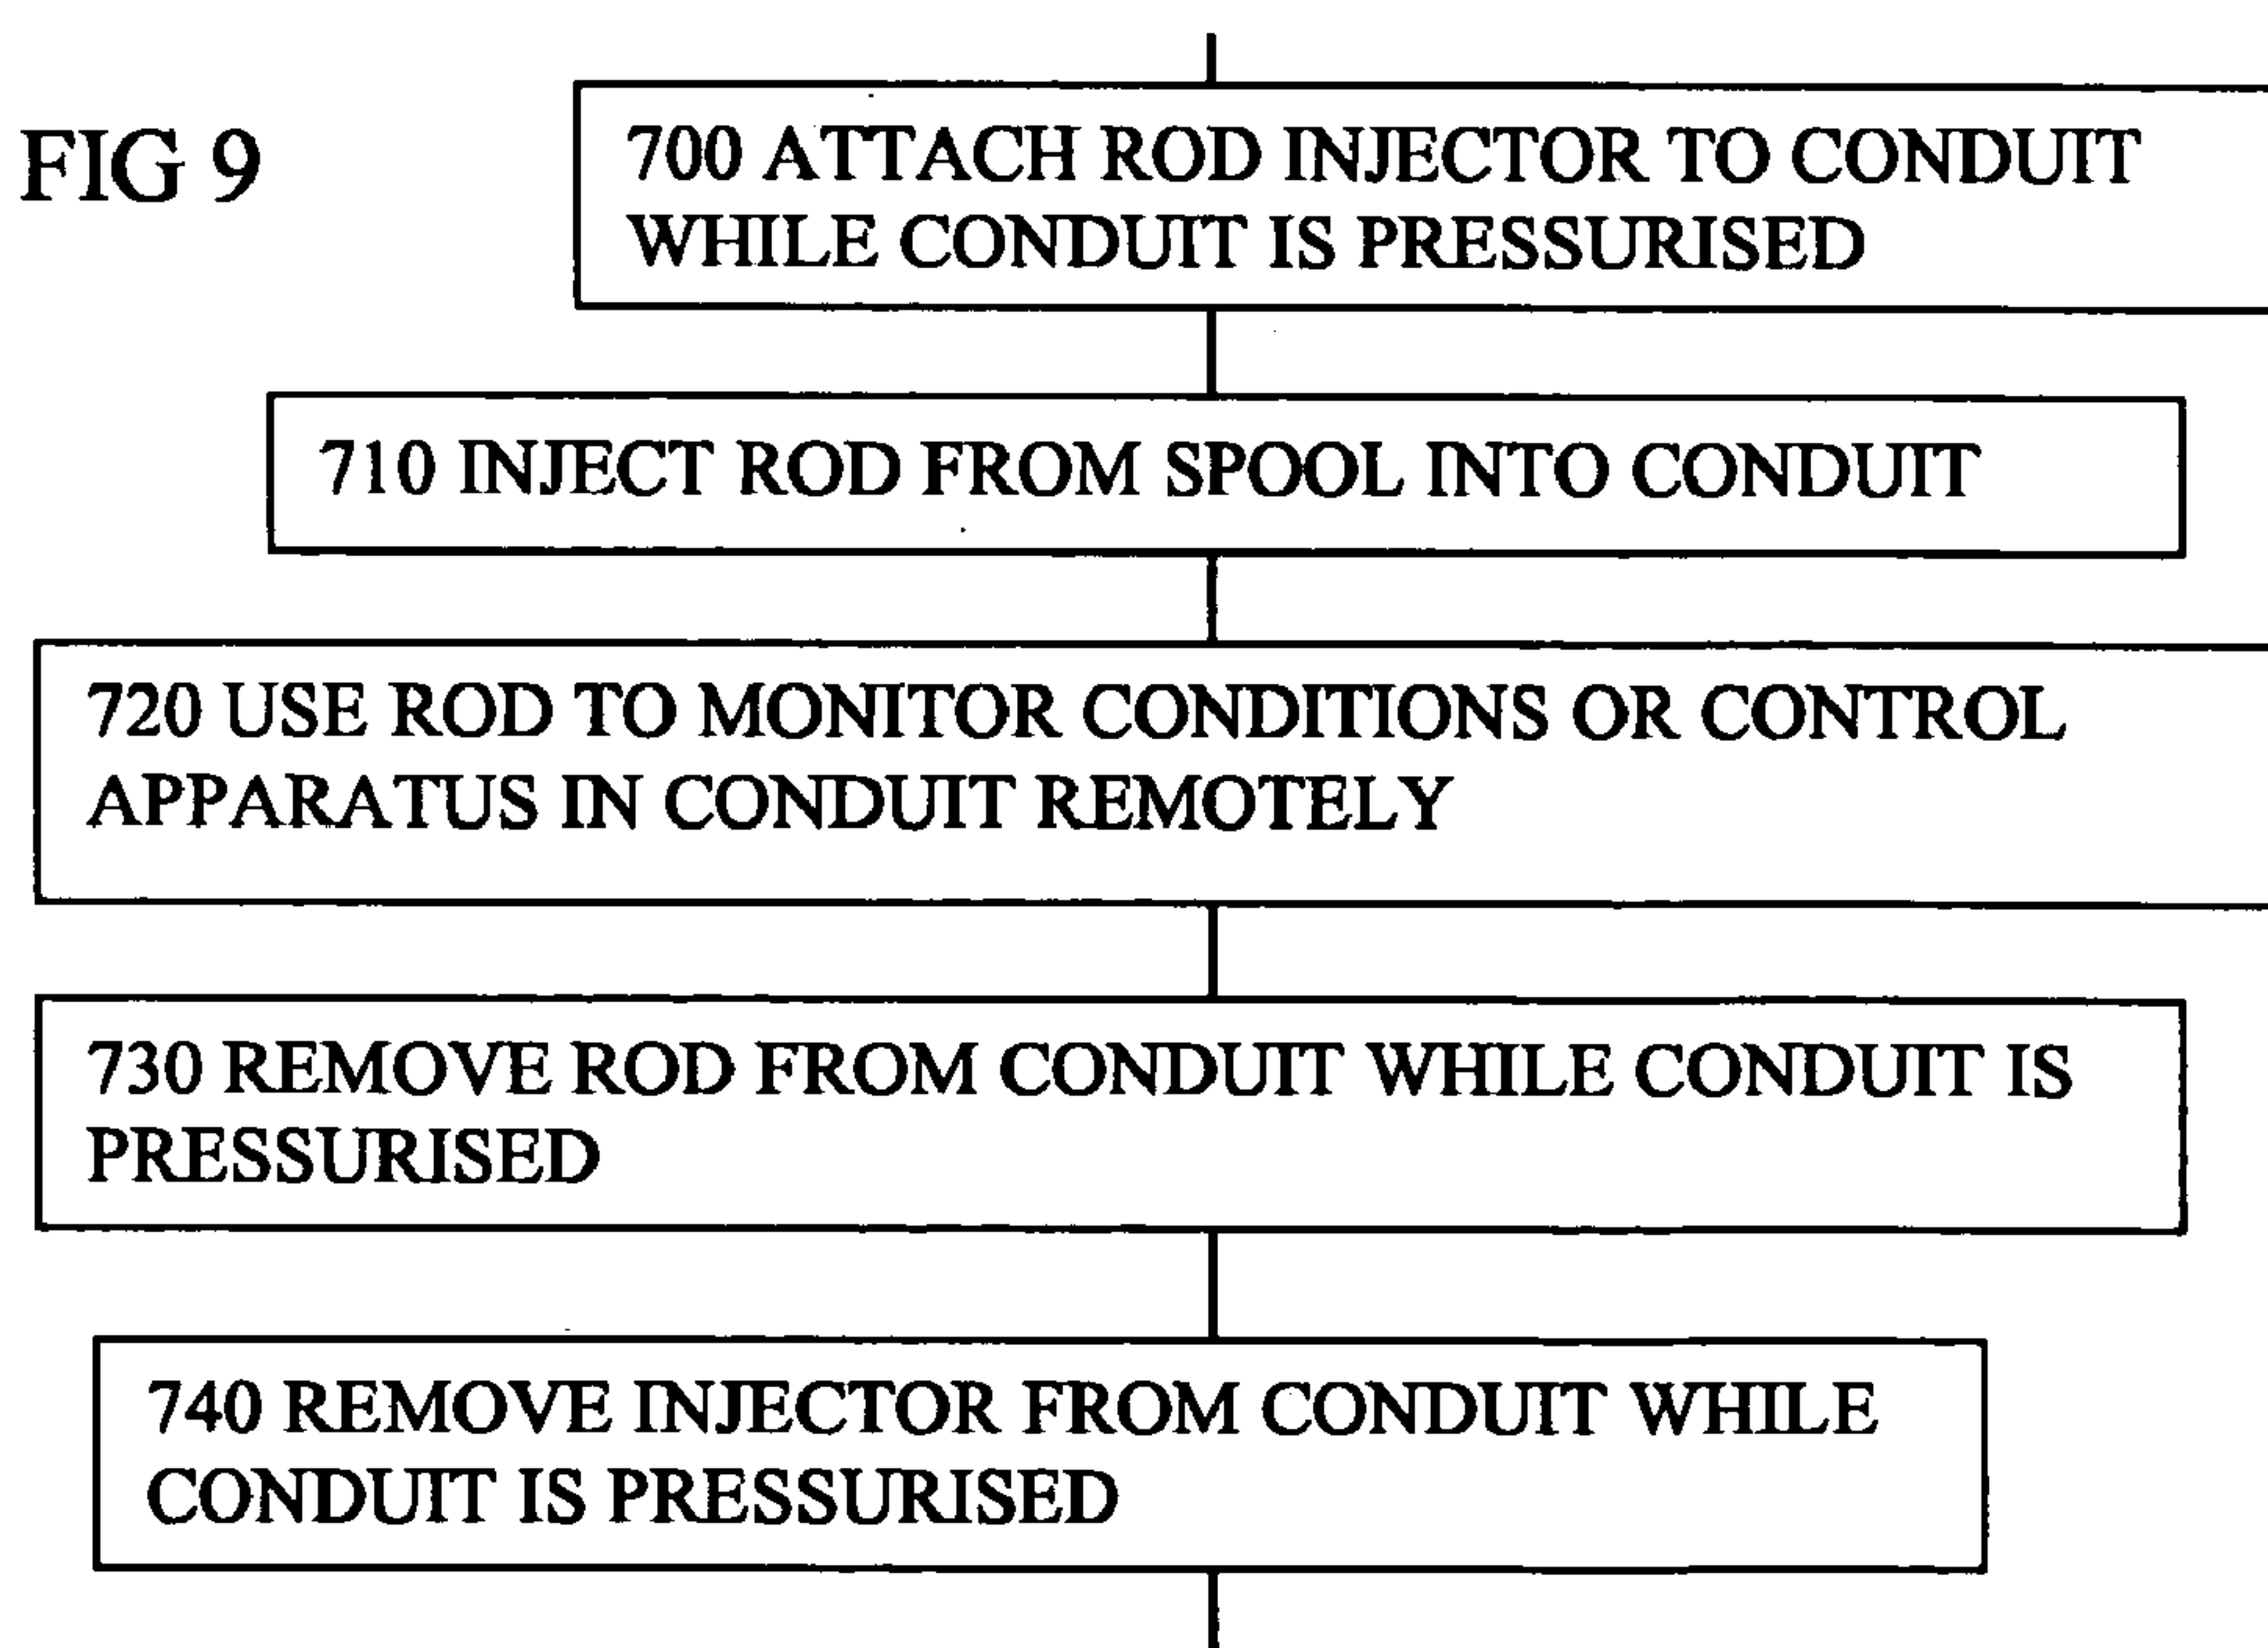 FIG 9
700 ATTACH ROD INJECTOR TO CONDUIT
WHILE CONDUIT IS PRESSURISED
710 INJECT ROD FROM SPOOL INTO CONDUIT
720 USE ROD TO MONITOR CONDITIONS OR CONTROL
APPARATUS IN CONDUIT REMOTELY
730 REMOVE ROD FROM CONDUIT WHILE CONDUIT IS
PRESSURISED
740 REMOVE INJECTOR FROM CONDUIT WHILE
CONDUIT IS PRESSURISED